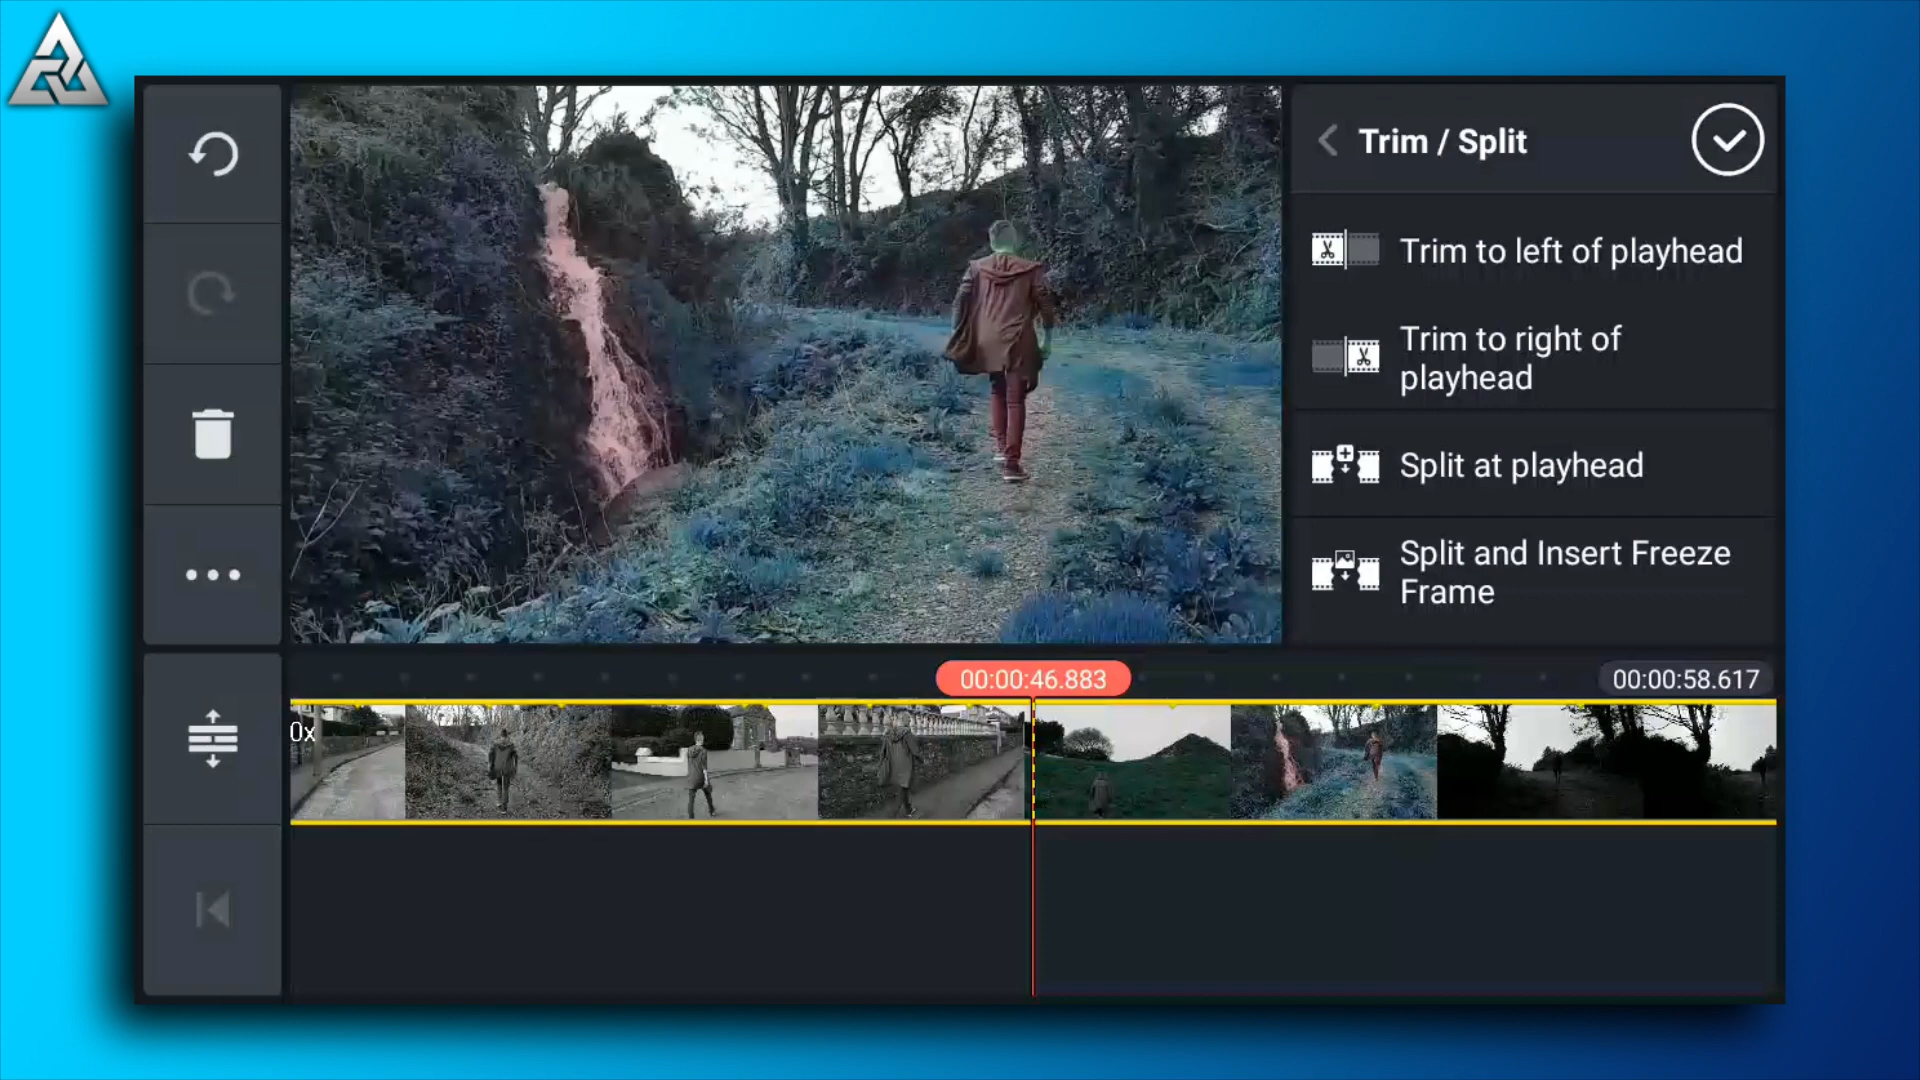 Trim / Split
Trim to left of playhead
Trim to right of
playhead
Split at playhead
Split and Insert Freeze
Frame
00:00:46.883
00:00:58.617
0x